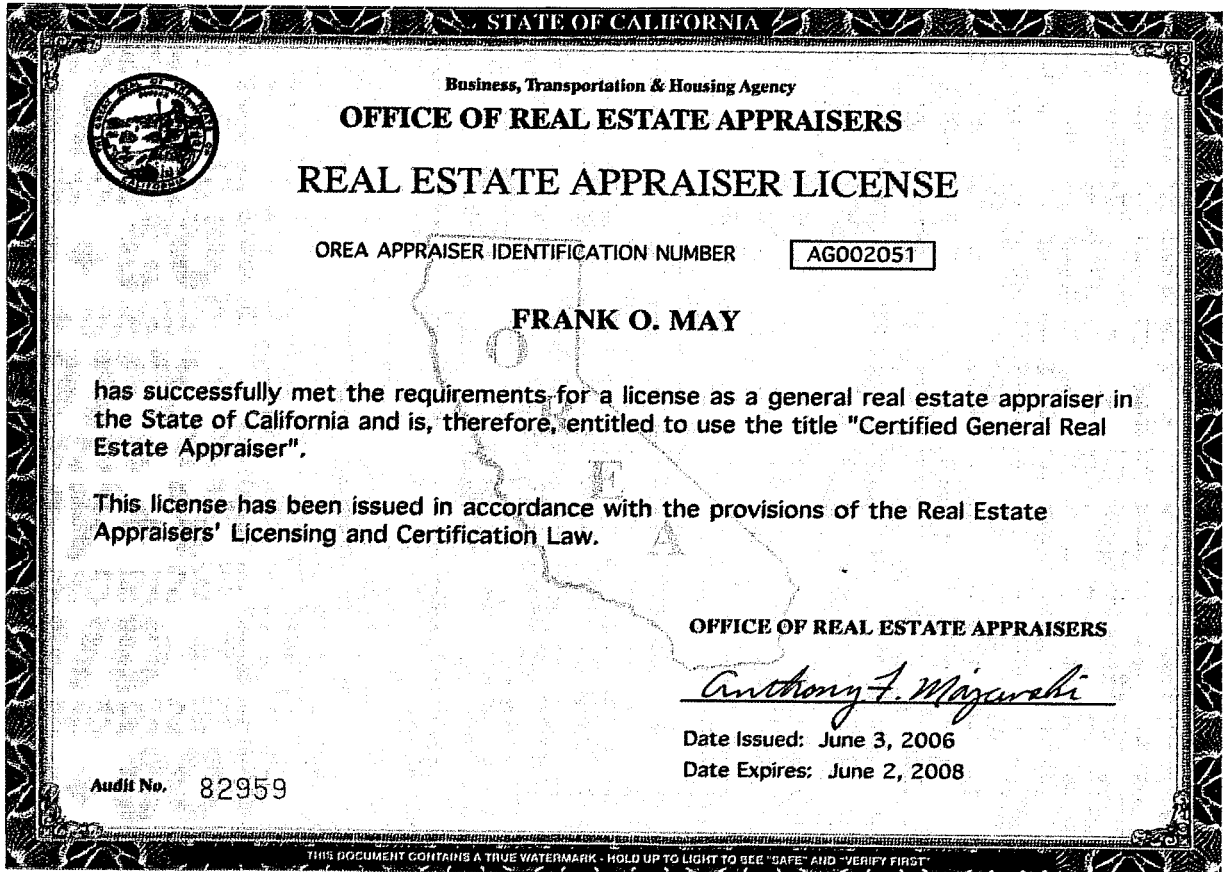 STATE OF CALIFORNIA
Business, Transportation & Housing Agency
OFFICE OF REAL ESTATE APPRAISERS
REAL ESTATE APPRAISER LICENSE
OREA APPRAISER IDENTIFICATION NUMBER AG002051
FRANK O. MAY
has successfully met the requirements for a license as a general real estate appraiser in
the State of California and is, therefore, entitled to use the title "Certified General Real
Estate Appraiser".
This license has been issued in accordance with the provisions of the Real Estate
Appraisers' Licensing and Certification Law.
O
R
E
A
OFFICE OF REAL ESTATE APPRAISERS
Anthony F. Majewski
Date Issued: June 3, 2006
Date Expires: June 2, 2008
Audit No. 82959
THIS DOCUMENT CONTAINS A TRUE WATERMARK - HOLD UP TO LIGHT TO SEE "SAFE" AND "VERIFY FIRST"